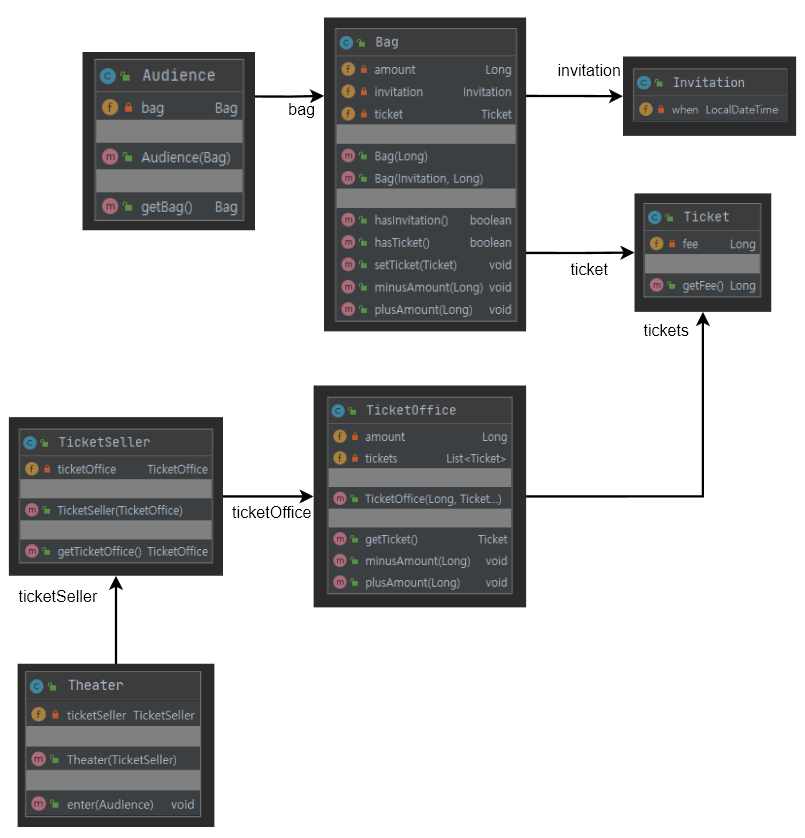 Audience
bag Bag
Audience(Bag)
getBag() Bag
bag
Bag
amount Long
invitation Invitation
ticket Ticket
Bag(Long)
Bag(Invitation, Long)
hasInvitation() boolean
hasTicket() boolean
setTicket(Ticket) void
minusAmount(Long) void
plusAmount(Long) void
invitation
Invitation
when LocalDateTime
ticket
Ticket
fee Long
getFee() Long
tickets
TicketSeller
ticketOffice TicketOffice
TicketSeller(TicketOffice)
getTicketOffice() TicketOffice
ticketOffice
TicketOffice
amount Long
tickets List<Ticket>
TicketOffice(Long, Ticket...)
getTicket() Ticket
minusAmount(Long) void
plusAmount(Long) void
ticketSeller
Theater
ticketSeller TicketSeller
Theater(TicketSeller)
enter(Audience) void